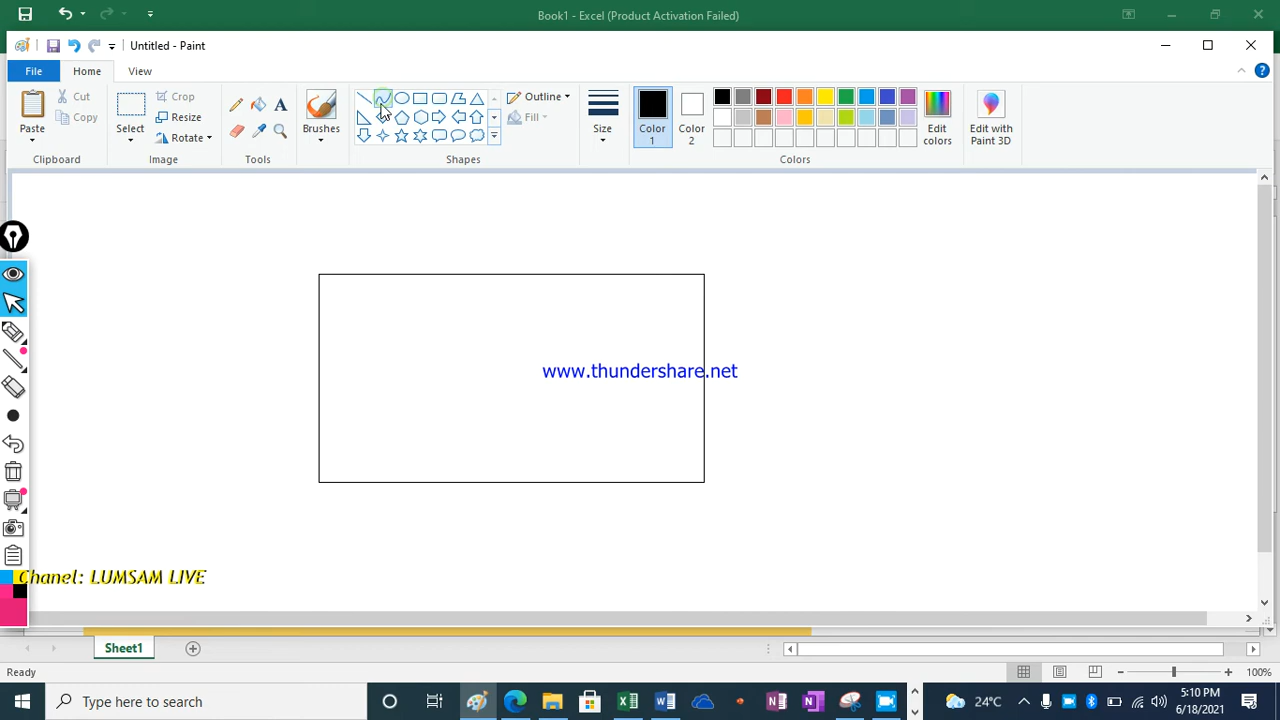 Book1 - Excel (Product Activation Failed)
Untitled - Paint
File
Home
View
Paste
Cut
Copy
Clipboard
Select
Crop
Resize
Rotate
Image
A
Tools
Brushes
Shapes
Outline
Fill
Size
Color
1
Color
2
Colors
Edit
colors
Edit with
Paint 3D
www.thundershare.net
Chanel: LUMSAM LIVE
Sheet1
Ready
100%
Type here to search
24°C
5:10 PM
6/18/2021